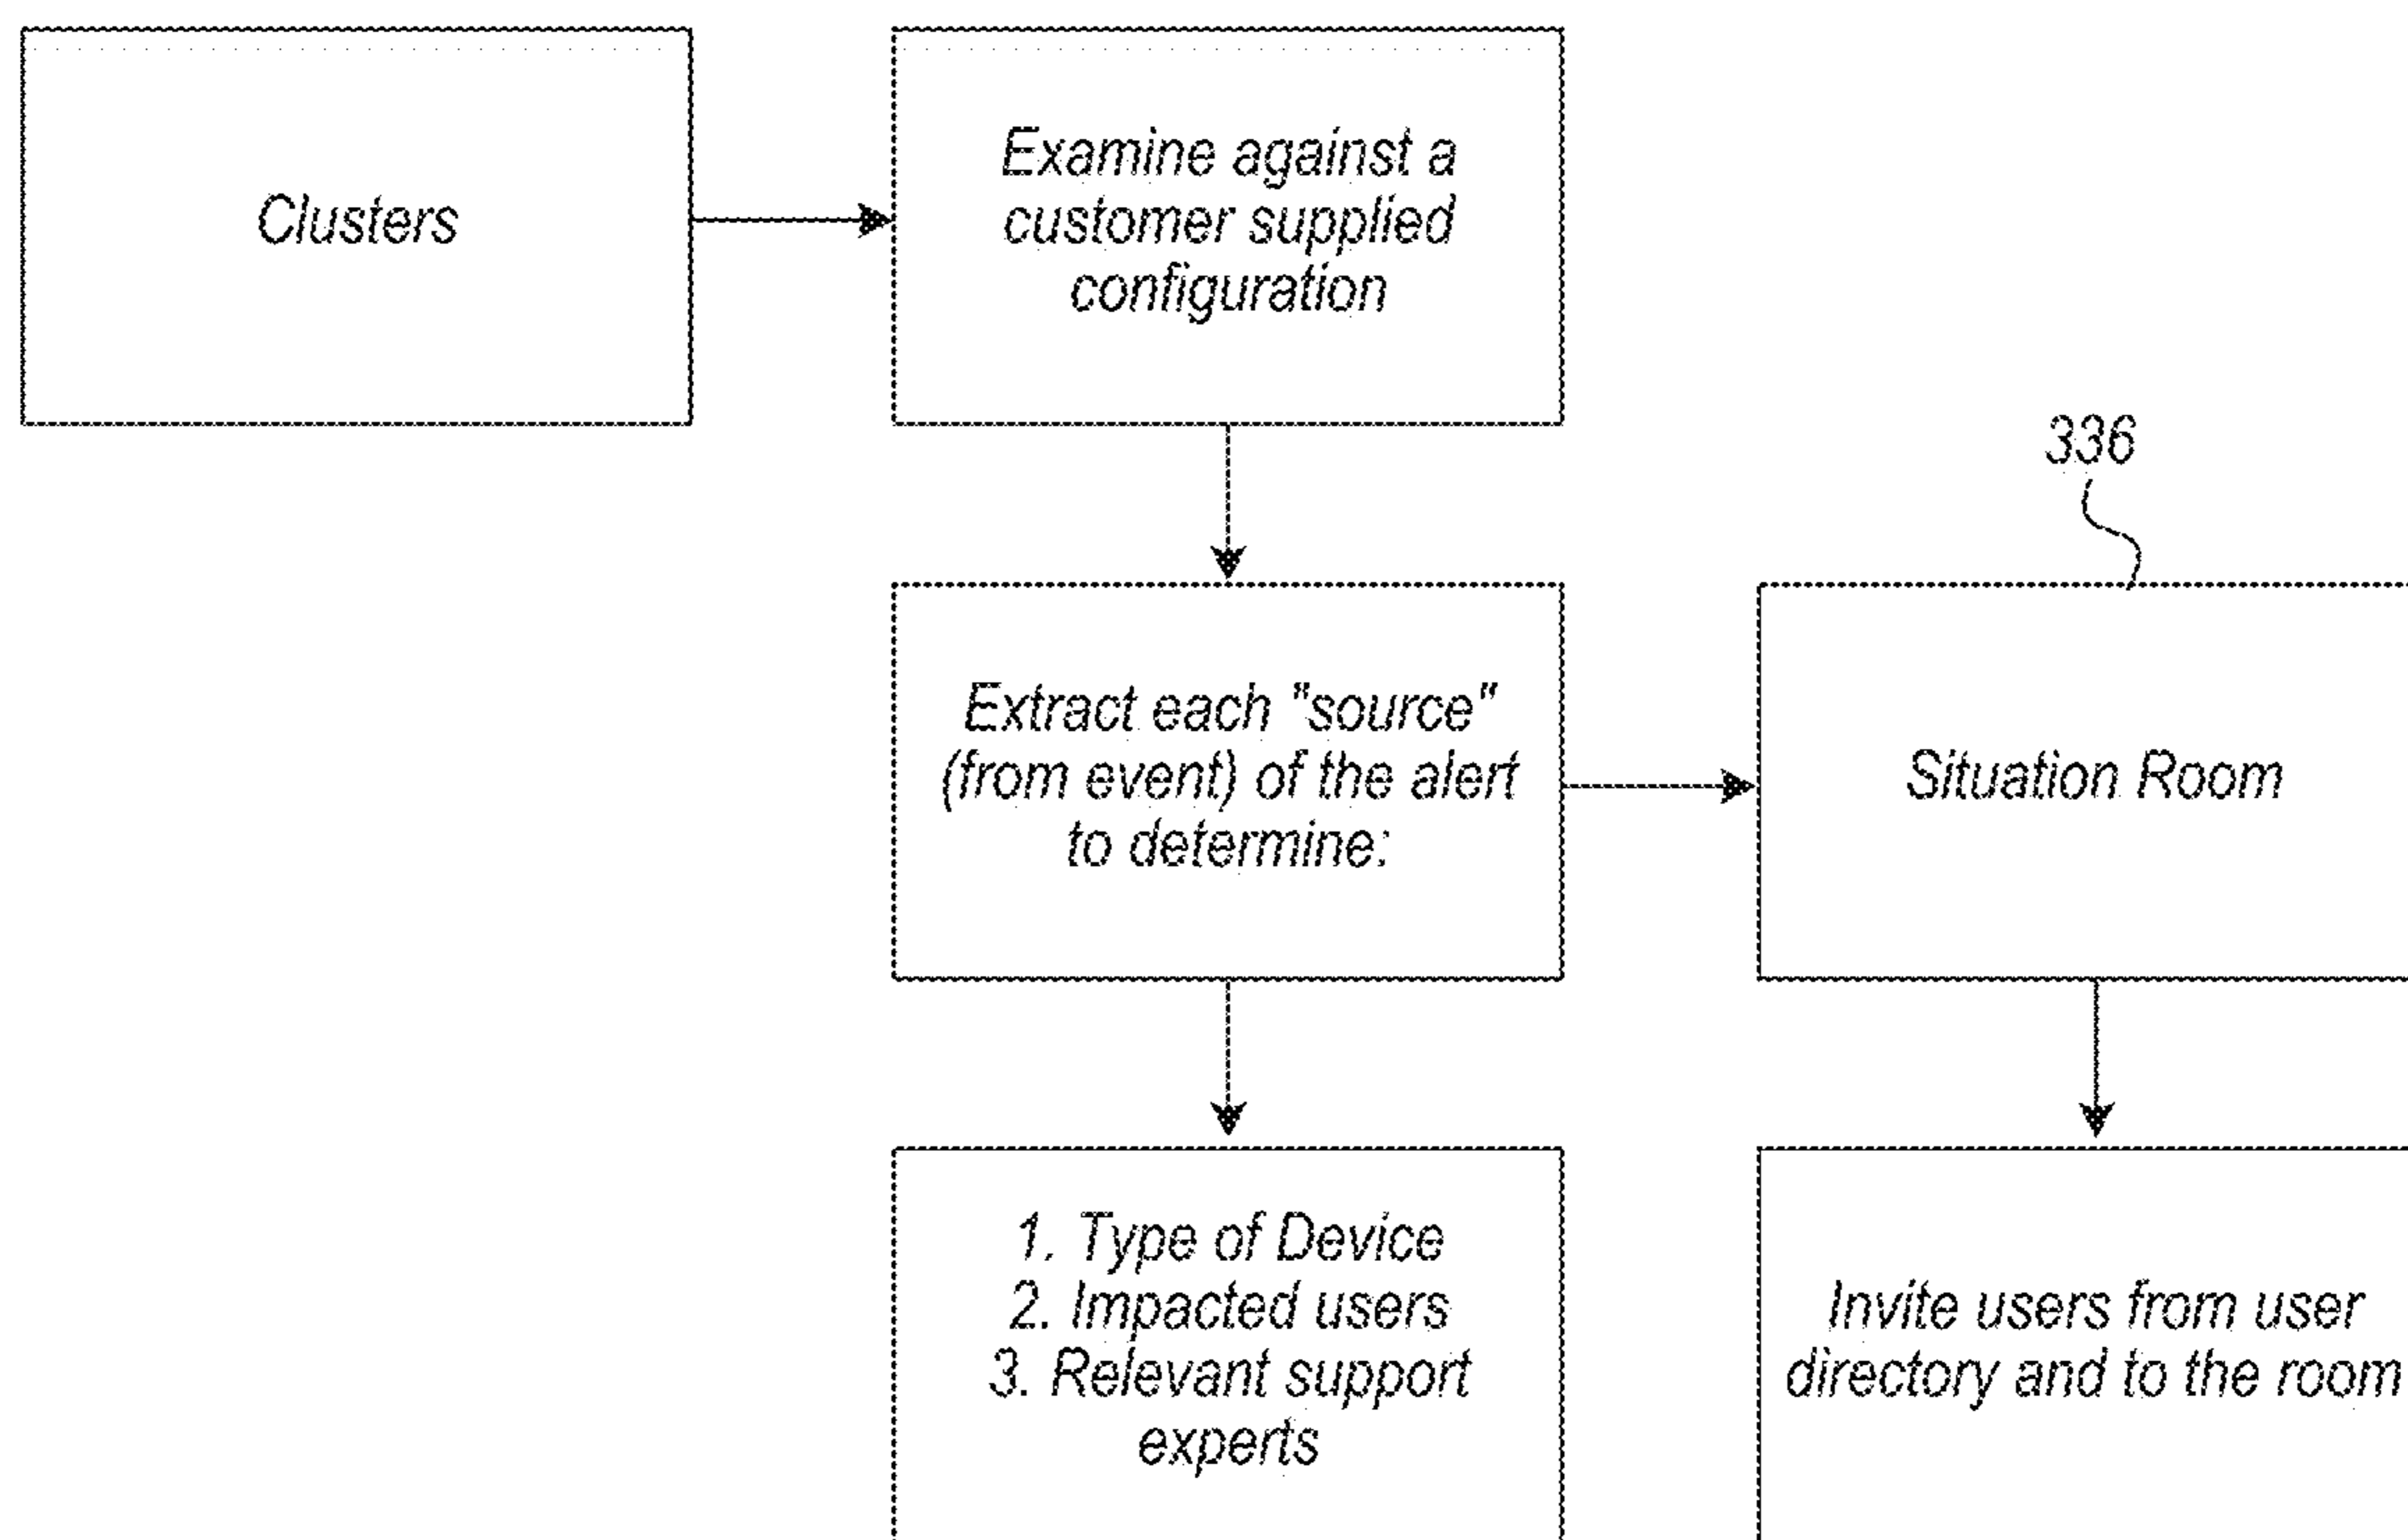 Clusters
Examine against a
customer supplied
configuration
336
Extract each "source"
(from event) of the alert
to determine:
Situation Room
1. Type of Device
2. Impacted users
3. Relevant support
experts
Invite users from user
directory and to the room